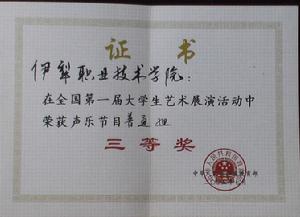 证书
伊犁职业技术学院：
在全国第一届大学生艺术展演活动中
荣获声乐节目普通组
三等奖